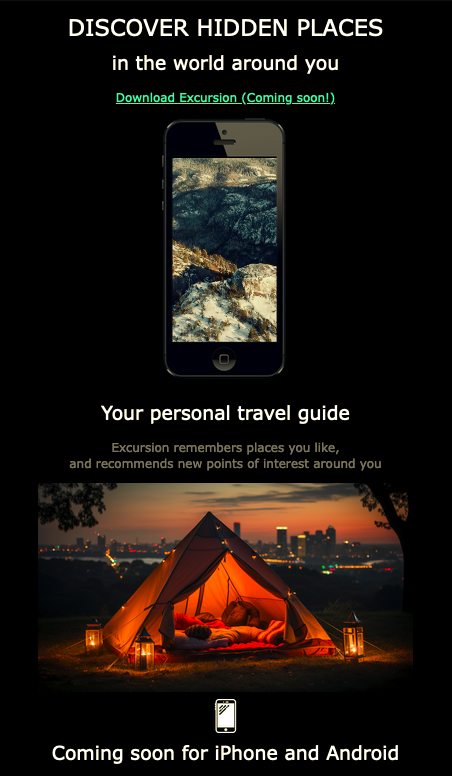 DISCOVER HIDDEN PLACES
in the world around you
Download Excursion (Coming soon!)
Your personal travel guide
Excursion remembers places you like,
and recommends new points of interest around you
Coming soon for iPhone and Android